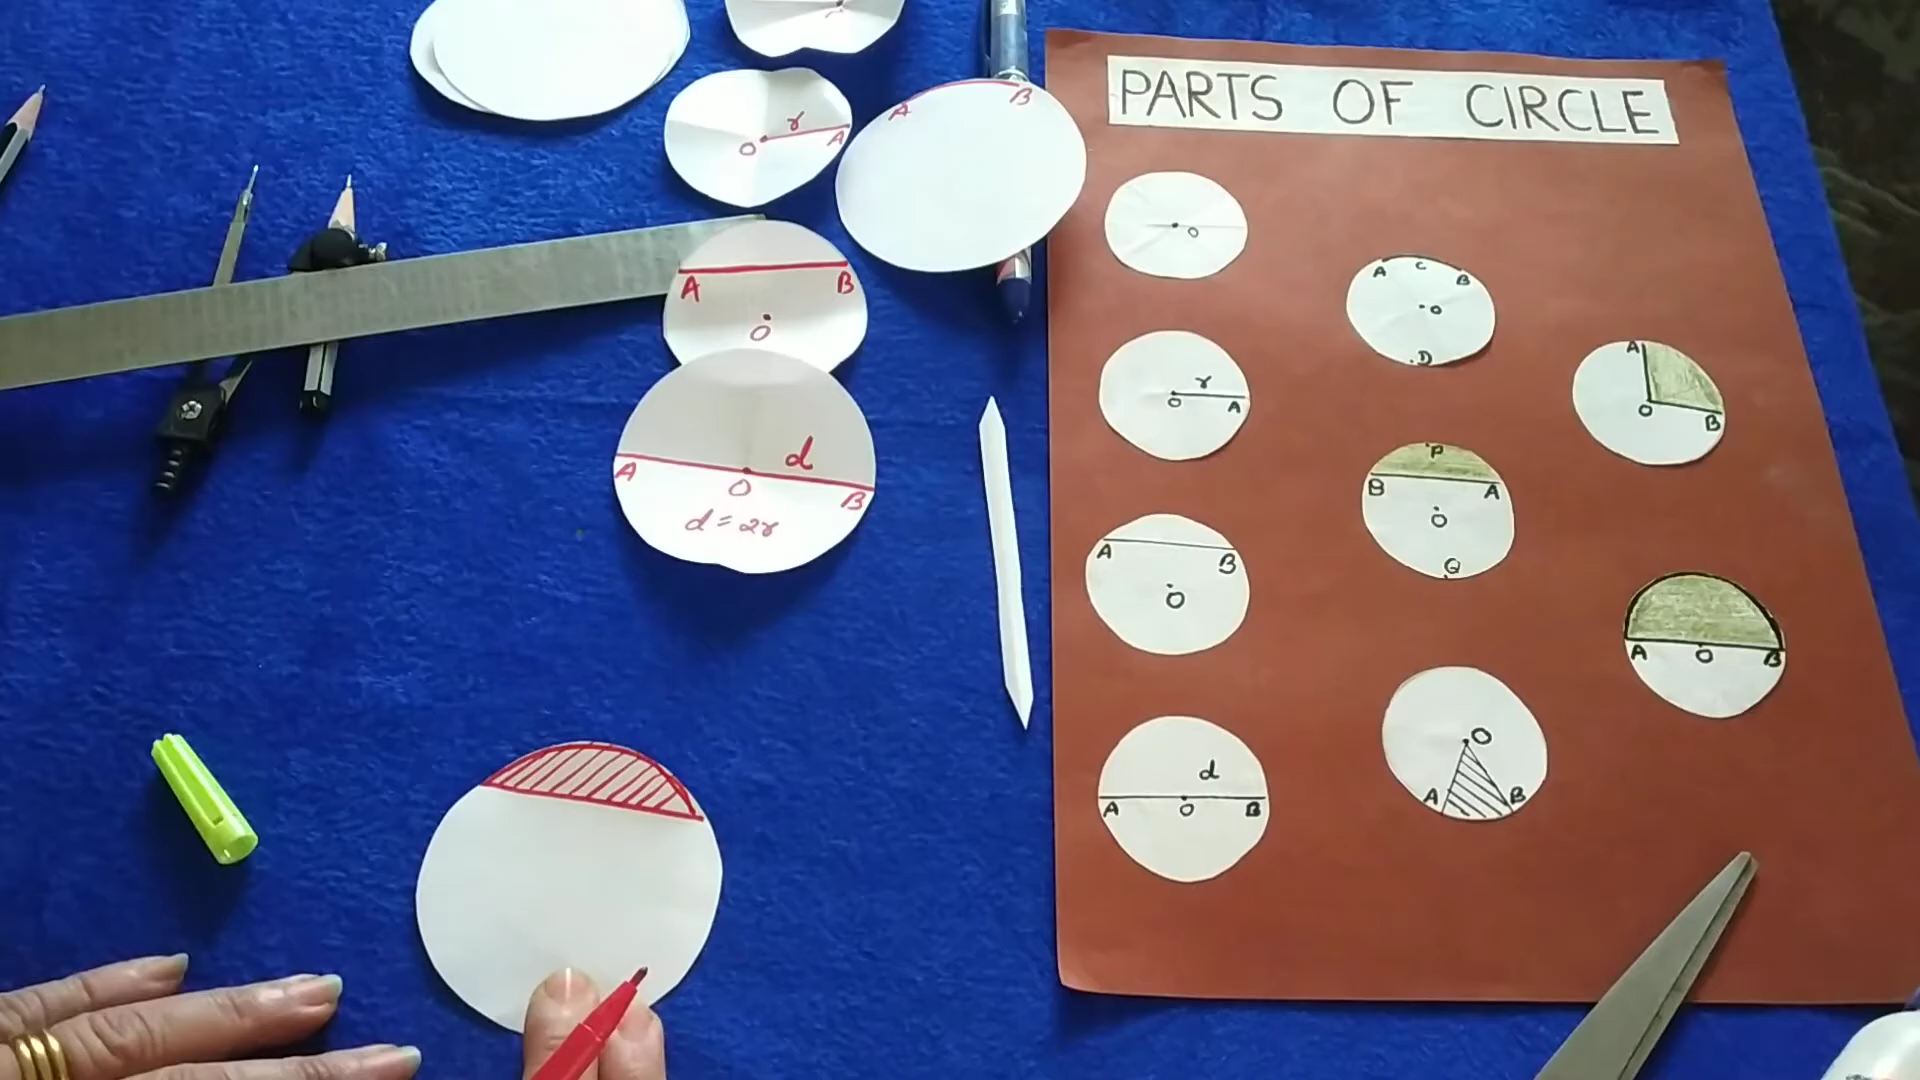 PARTS OF CIRCLE
r
O A
A B
A B
O
d
A O B
d = 2r
O
r
O A
A B
O
d
A O B
A C B
O
D
P
B A
O
Q
O
A B
A
O B
A O B